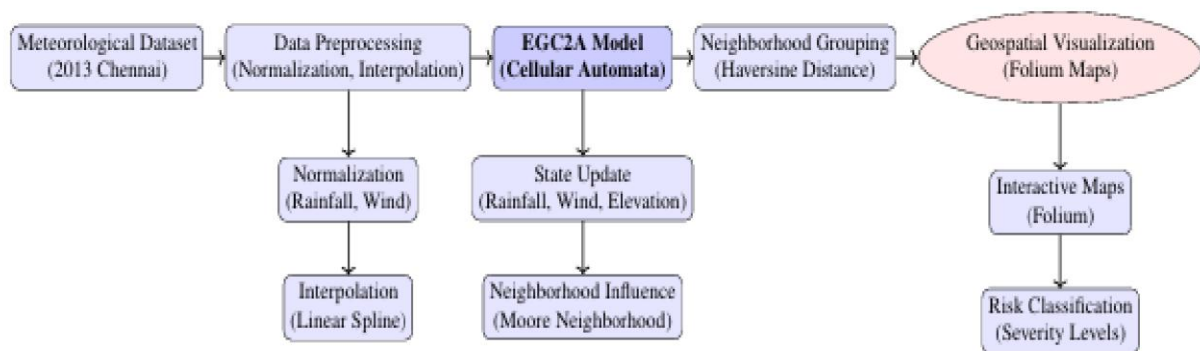 Meteorological Dataset
(2013 Chennai)
Data Preprocessing
(Normalization, Interpolation)
EGC2A Model
(Cellular Automata)
Neighborhood Grouping
(Haversine Distance)
Geospatial Visualization
(Folium Maps)
Normalization
(Rainfall, Wind)
State Update
(Rainfall, Wind, Elevation)
Interactive Maps
(Folium)
Interpolation
(Linear Spline)
Neighborhood Influence
(Moore Neighborhood)
Risk Classification
(Severity Levels)